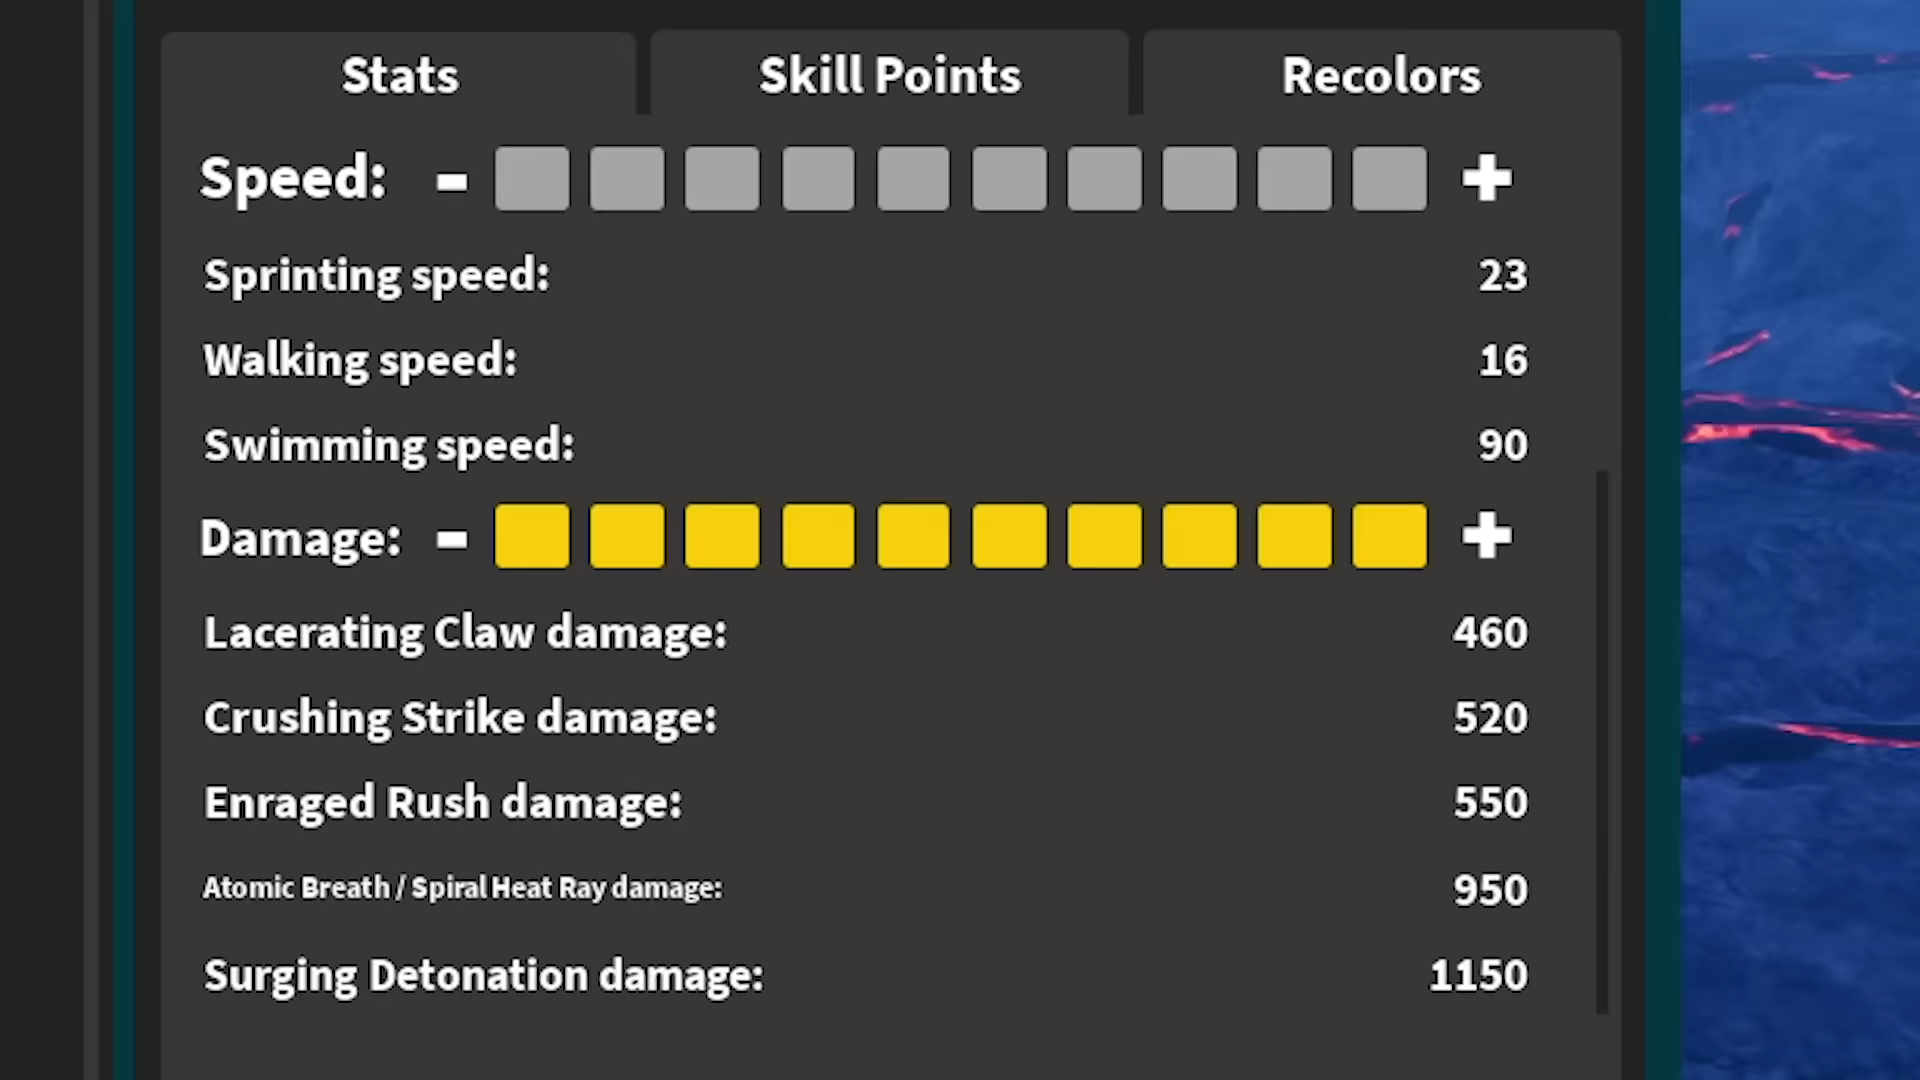 Stats Skill Points Recolors
Speed: - +
Sprinting speed: 23
Walking speed: 16
Swimming speed: 90
Damage: - +
Lacerating Claw damage: 460
Crushing Strike damage: 520
Enraged Rush damage: 550
Atomic Breath / Spiral Heat Ray damage: 950
Surging Detonation damage: 1150